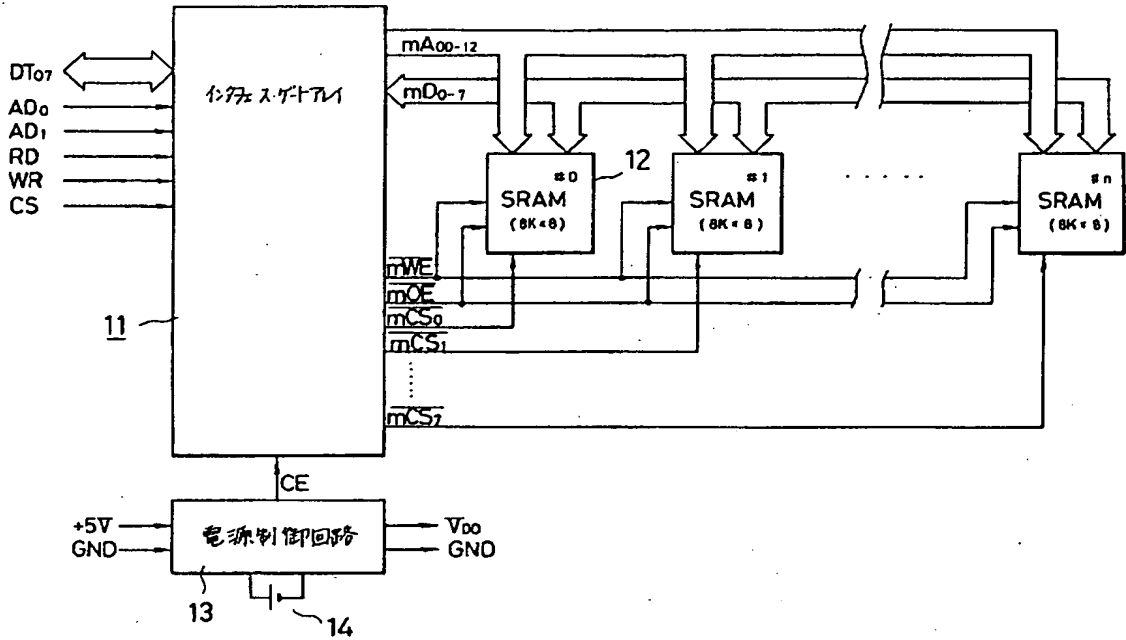 DT07
AD0
AD1
RD
WR
CS
インタフェース・ゲートアレイ
11
mA00-12
mD0-7
#0
SRAM
(8K×8)
12
#1
SRAM
(8K×8)
. . . . .
#n
SRAM
(8K×8)
mWE
mOE
mCS0
mCS1
mCS7
CE
+5V
GND
電源制御回路
VDD
GND
13
14